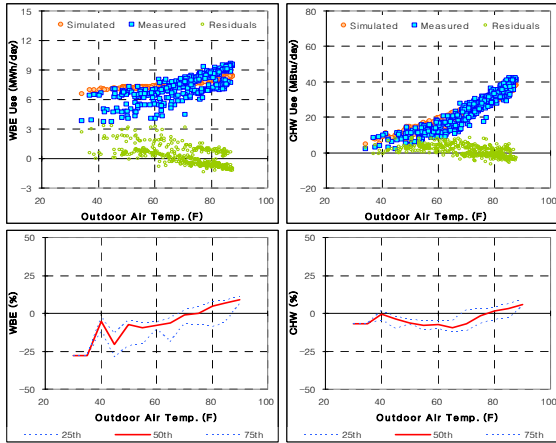 15
12
9
6
3
0
−3
WBE Use (MWh/day)
Simulated Measured Residuals
20 40 60 80 100
Outdoor Air Temp. (F)
80
60
40
20
0
−20
CHW Use (MBtu/day)
Simulated Measured Residuals
20 40 60 80 100
Outdoor Air Temp. (F)
50
25
0
−25
−50
WBE (%)
20 40 60 80 100
Outdoor Air Temp. (F)
25th 50th 75th
50
25
0
−25
−50
CHW (%)
20 40 60 80 100
Outdoor Air Temp. (F)
25th 50th 75th